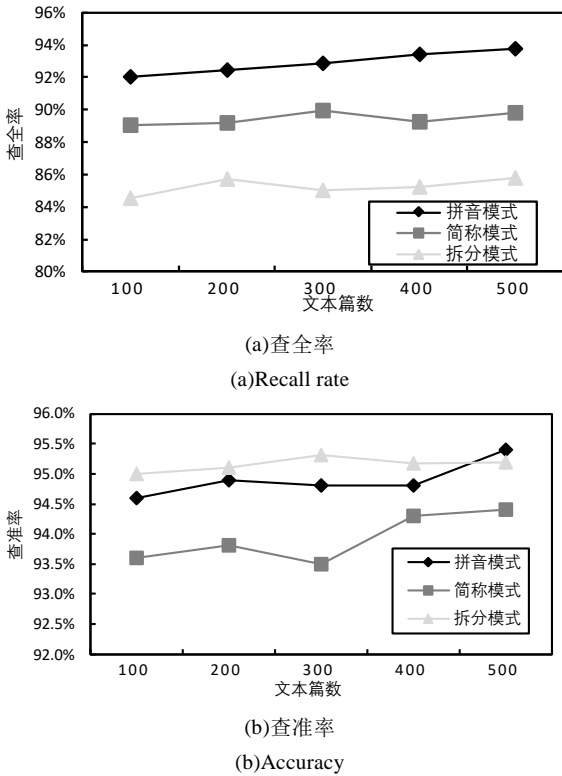 96%
94%
92%
90%
88%
86%
84%
82%
80%
查全率
拼音模式
简称模式
拆分模式
100 200 300 400 500
文本篇数
(a)查全率
(a)Recall rate
96.0%
95.5%
95.0%
94.5%
94.0%
93.5%
93.0%
92.5%
92.0%
查准率
拼音模式
简称模式
拆分模式
100 200 300 400 500
文本篇数
(b)查准率
(b)Accuracy